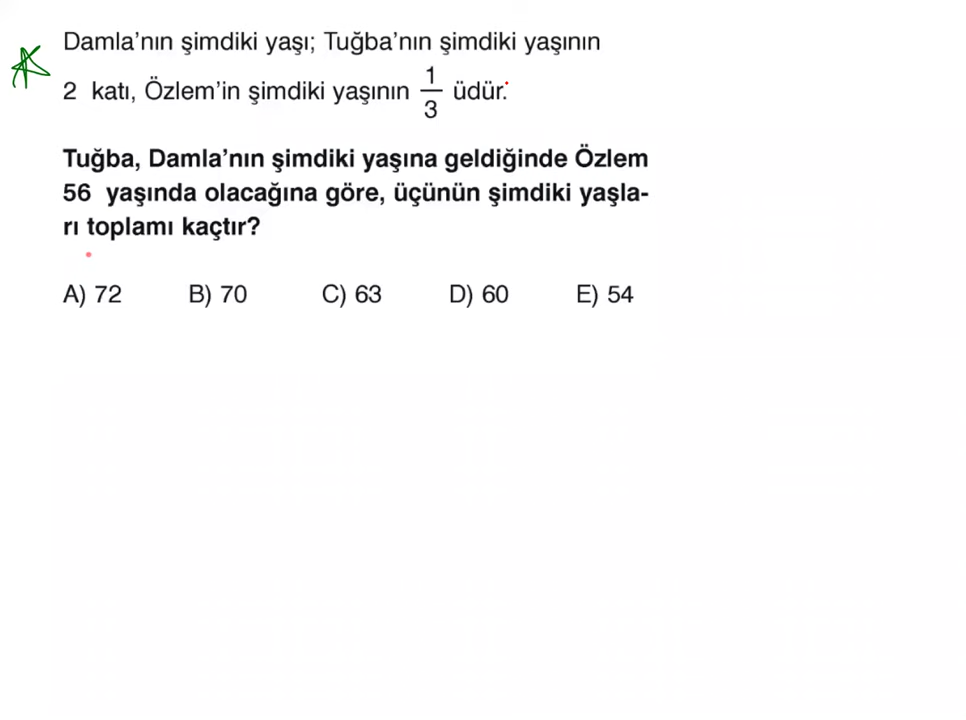 Damla’nın şimdiki yaşı; Tuğba’nın şimdiki yaşının
2 katı, Özlem’in şimdiki yaşının 1/3 üdür.
Tuğba, Damla’nın şimdiki yaşına geldiğinde Özlem
56 yaşında olacağına göre, üçünün şimdiki yaşla-
rı toplamı kaçtır?
A) 72 B) 70 C) 63 D) 60 E) 54